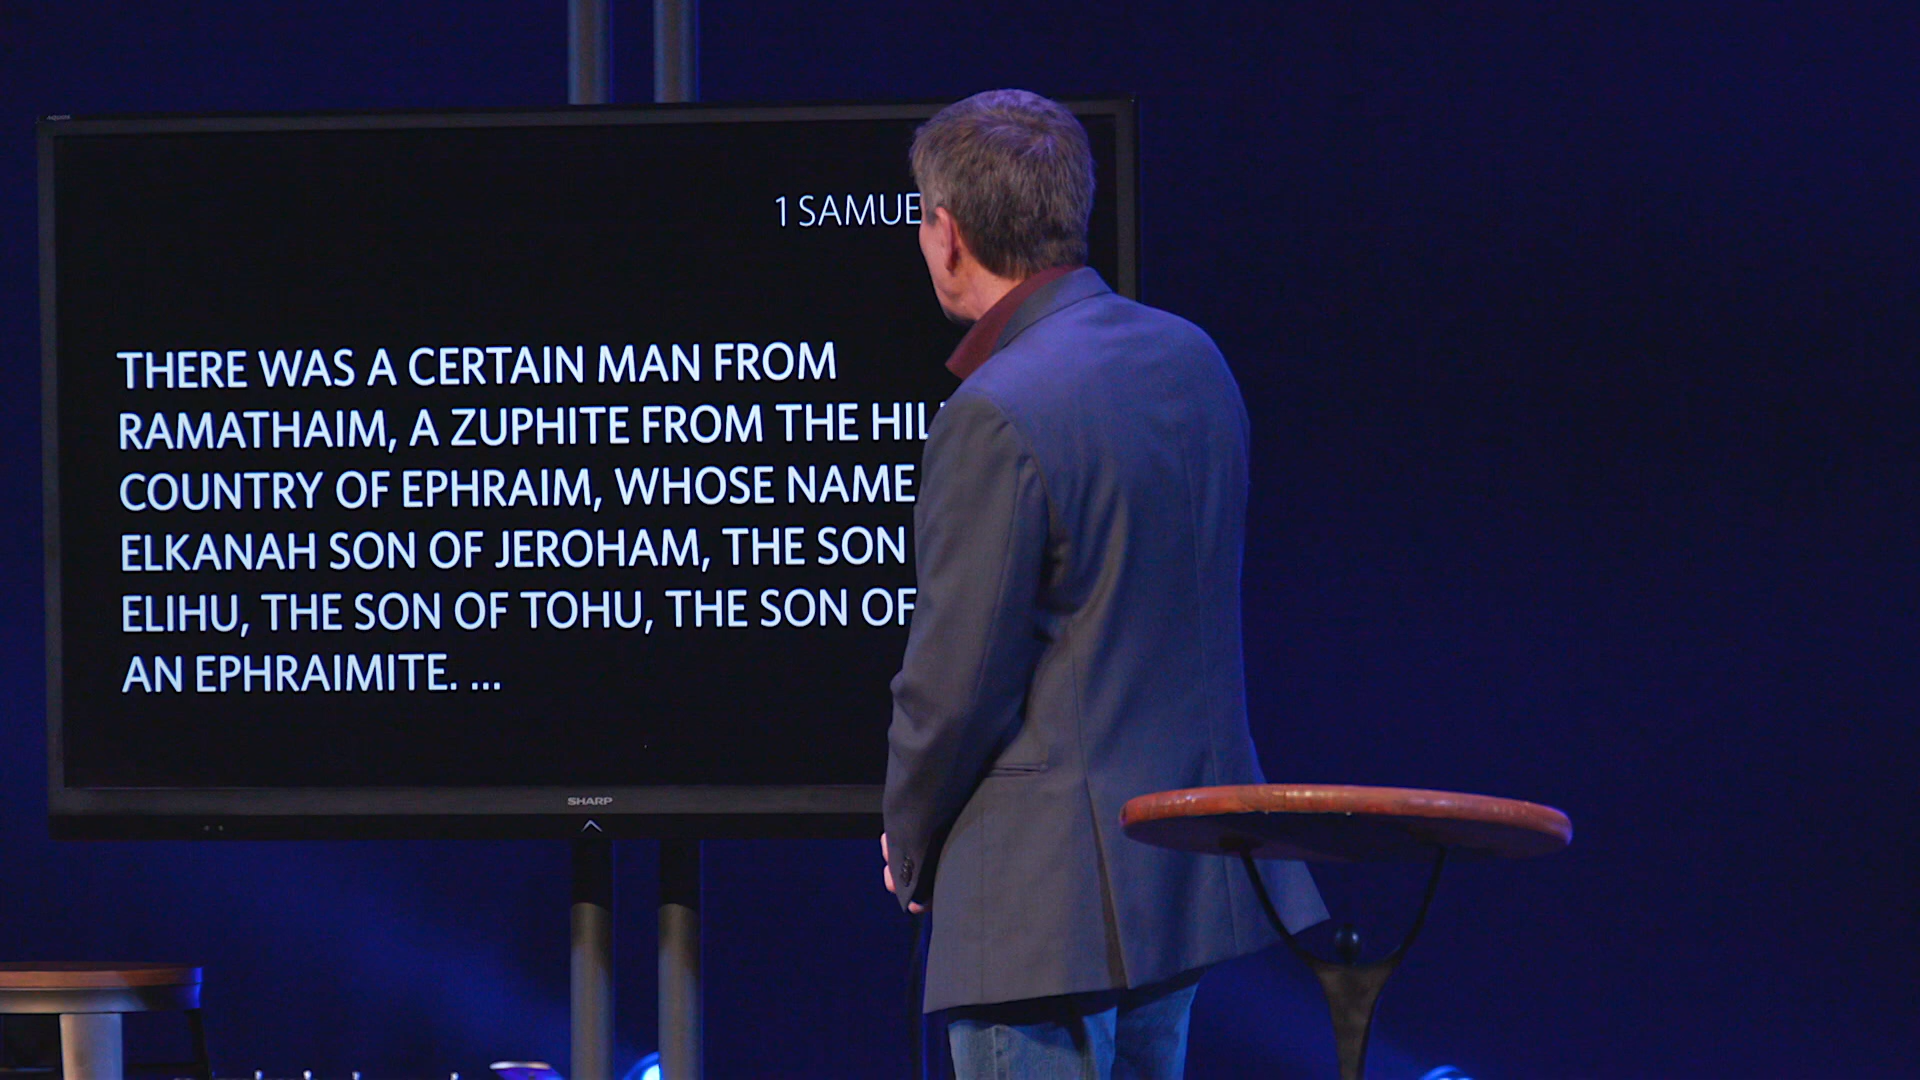 AQUOS
1 SAMUE
THERE WAS A CERTAIN MAN FROM
RAMATHAIM, A ZUPHITE FROM THE HIL
COUNTRY OF EPHRAIM, WHOSE NAME
ELKANAH SON OF JEROHAM, THE SON
ELIHU, THE SON OF TOHU, THE SON OF
AN EPHRAIMITE. ...
SHARP